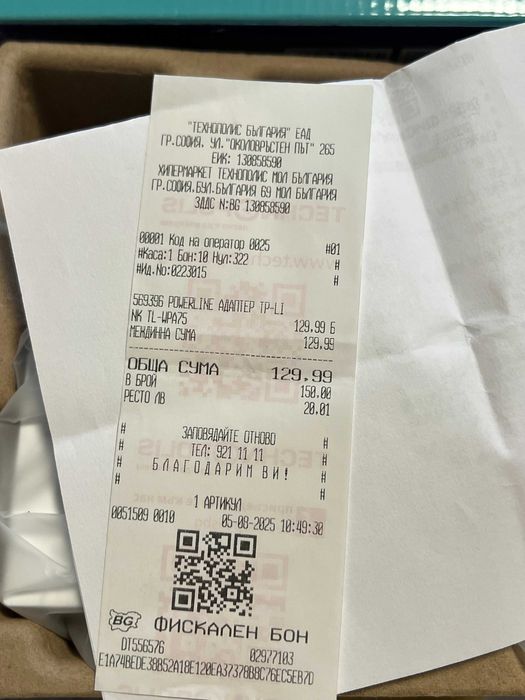 "ТЕХНОПОЛИС БЪЛГАРИЯ" ЕАД
ГР.СОФИЯ. УЛ."ОКОЛОВРЪСТЕН ПЪТ" 265
ЕИК: 130858590
ХИПЕРМАРКЕТ ТЕХНОПОЛИС МОЛ БЪЛГАРИЯ
ГР.СОФИЯ.БУЛ.БЪЛГАРИЯ 69 МОЛ БЪЛГАРИЯ
ЗДДС N:BG 130858590
00001 Код на оператор 0025 #01
#Каса:1 Бон:10 Нул:322 #
#Ид.No:0223015 #
569396 POWERLINE АДАПТЕР TP-LI
NK TL-WPA75 129.99 Б
МЕЖДИННА СУМА 129.99
ОБЩА СУМА 129.99
В БРОЙ 150.00
РЕСТО ЛВ 20.01
# #
# ЗАПОВЯДАЙТЕ ОТНОВО #
# ТЕЛ: 921 11 11 #
# Б Л А Г О Д А Р И М В И ! #
# #
1 АРТИКУЛ
0051509 0010 05-08-2025 10:49:30
BG ФИСКАЛЕН БОН
DT556576 02977103